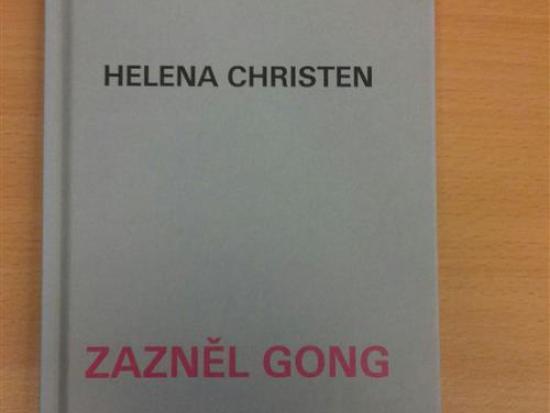 HELENA CHRISTEN
ZAZNĚL GONG